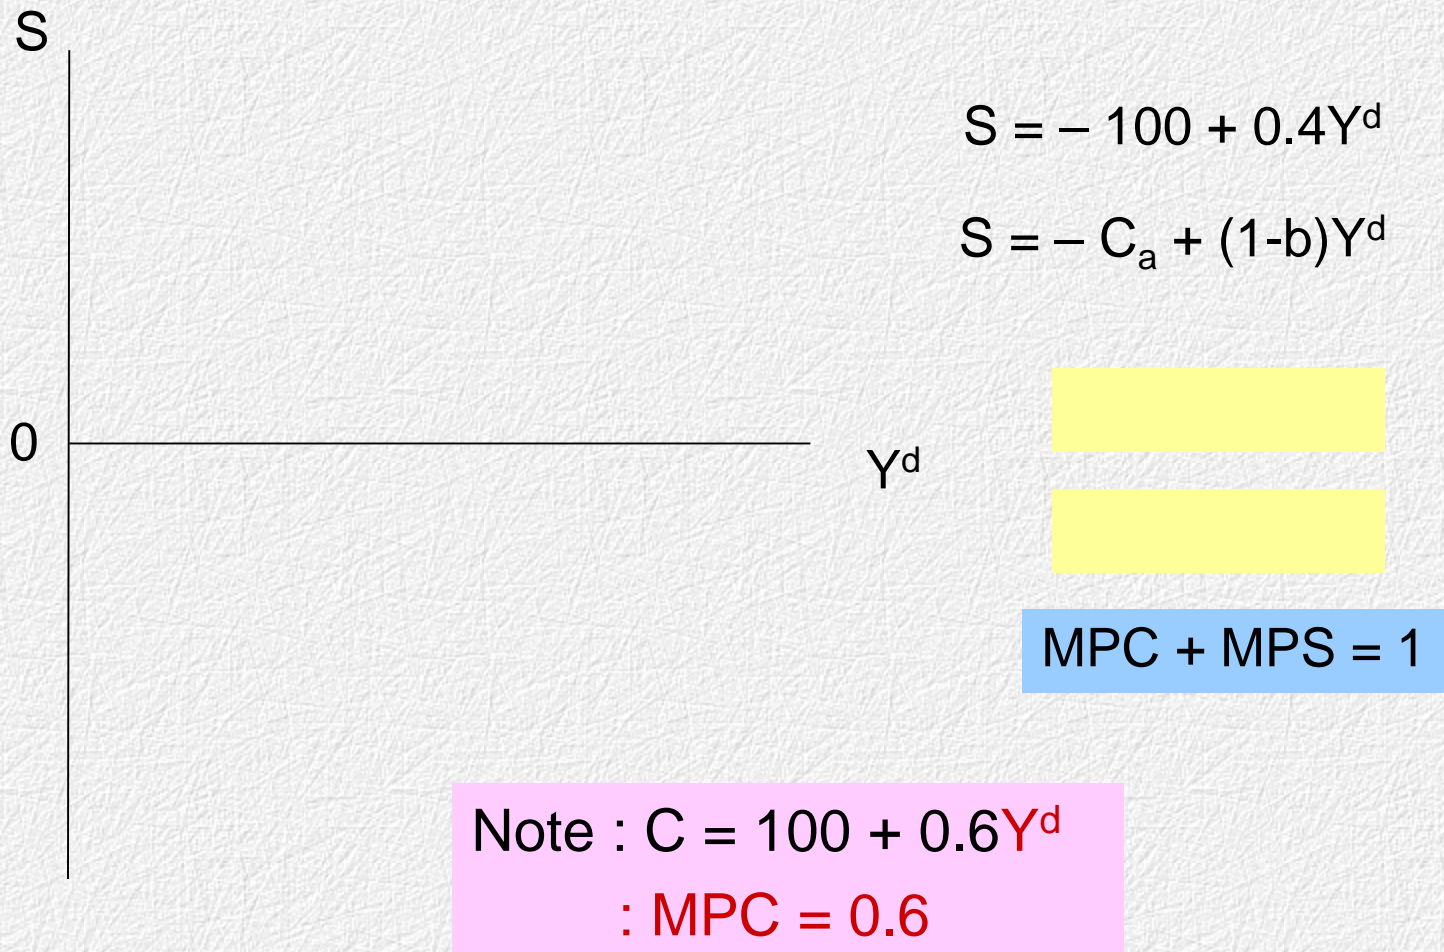 S
S = – 100 + 0.4Yᵈ
S = – Cₐ + (1-b)Yᵈ
0
Yᵈ
MPC + MPS = 1
Note : C = 100 + 0.6Yᵈ
: MPC = 0.6